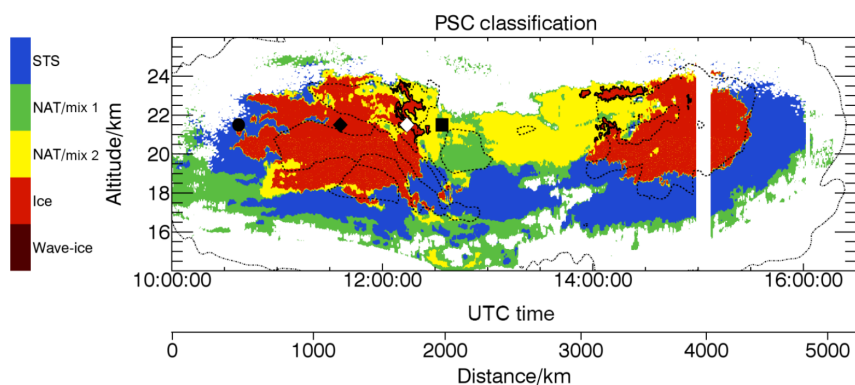 PSC classification
STS
NAT/mix 1
NAT/mix 2
Ice
Wave-ice
Altitude/km
24
22
20
18
16
10:00:00 12:00:00 14:00:00 16:00:00
UTC time
0 1000 2000 3000 4000 5000
Distance/km